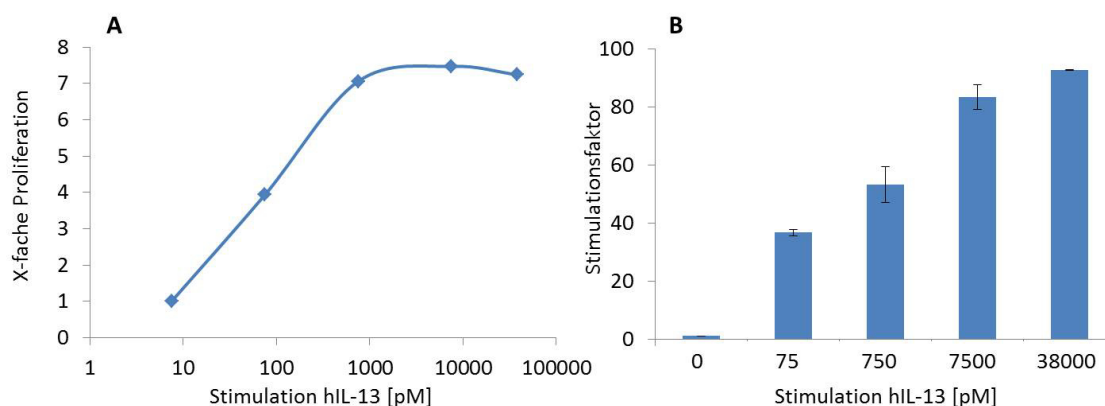 A
X-fache Proliferation
8
7
6
5
4
3
2
1
0
1 10 100 1000 10000 100000
Stimulation hIL-13 [pM]
B
Stimulationsfaktor
100
80
60
40
20
0
0 75 750 7500 38000
Stimulation hIL-13 [pM]